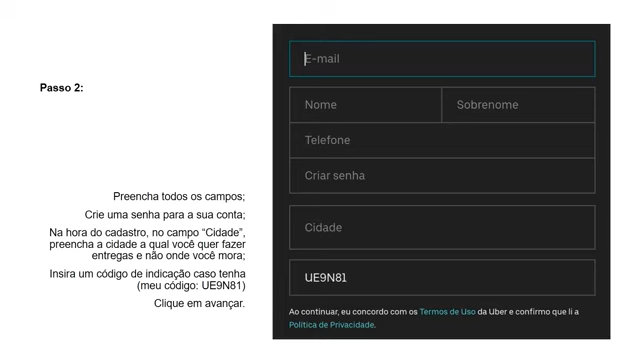 Passo 2:
Preencha todos os campos;
Crie uma senha para a sua conta;
Na hora do cadastro, no campo “Cidade”,
preencha a cidade a qual você quer fazer
entregas e não onde você mora;
Insira um código de indicação caso tenha
(meu código: UE9N81)
Clique em avançar.
E-mail
Nome
Sobrenome
Telefone
Criar senha
Cidade
UE9N81
Ao continuar, eu concordo com os Termos de Uso da Uber e confirmo que li a
Política de Privacidade.